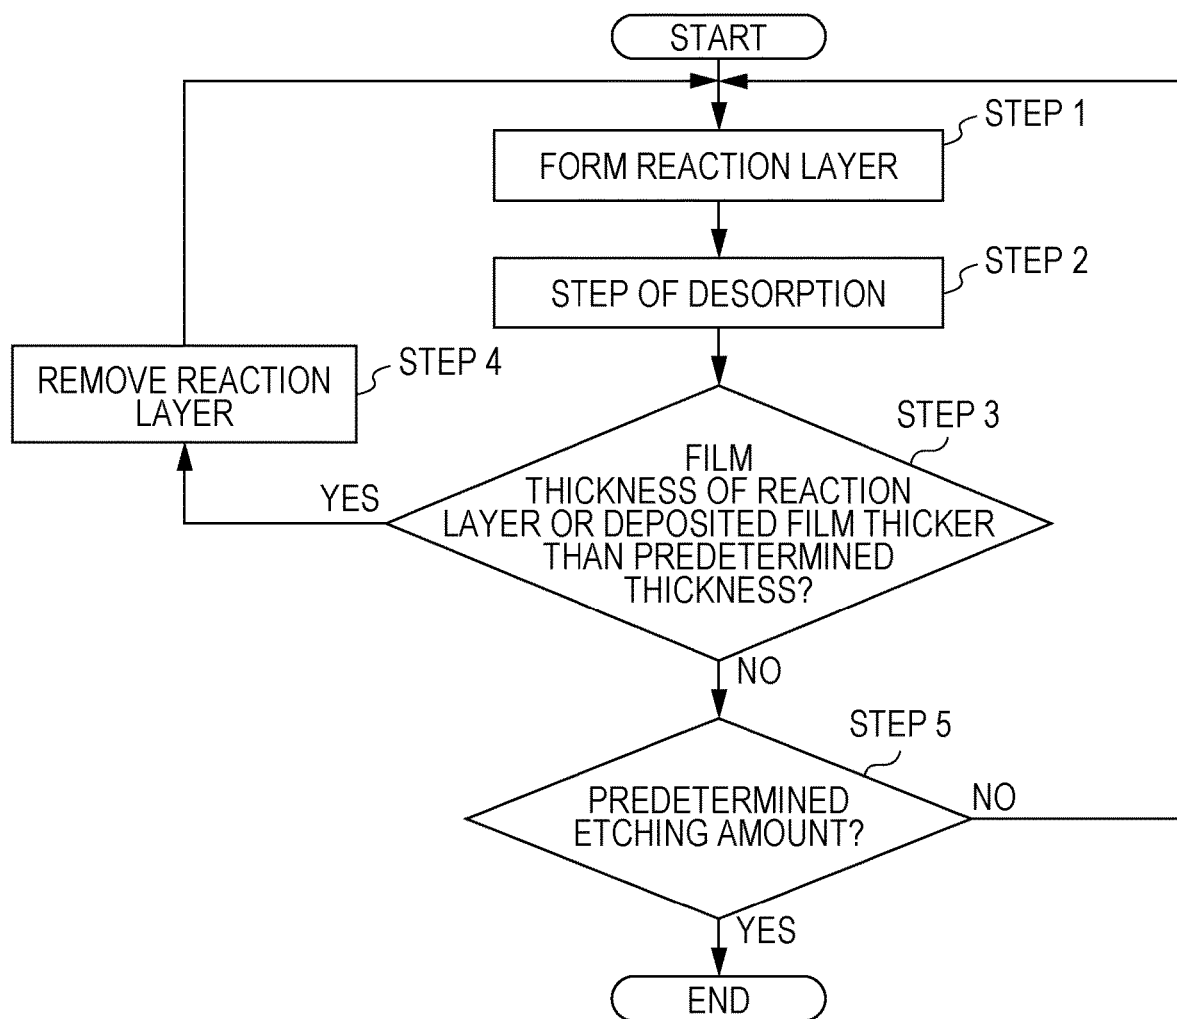 START
STEP 1
FORM REACTION LAYER
STEP 2
STEP OF DESORPTION
STEP 4
REMOVE REACTION
LAYER
STEP 3
FILM
THICKNESS OF REACTION
LAYER OR DEPOSITED FILM THICKER
THAN PREDETERMINED
THICKNESS?
YES
NO
STEP 5
PREDETERMINED
ETCHING AMOUNT?
NO
YES
END